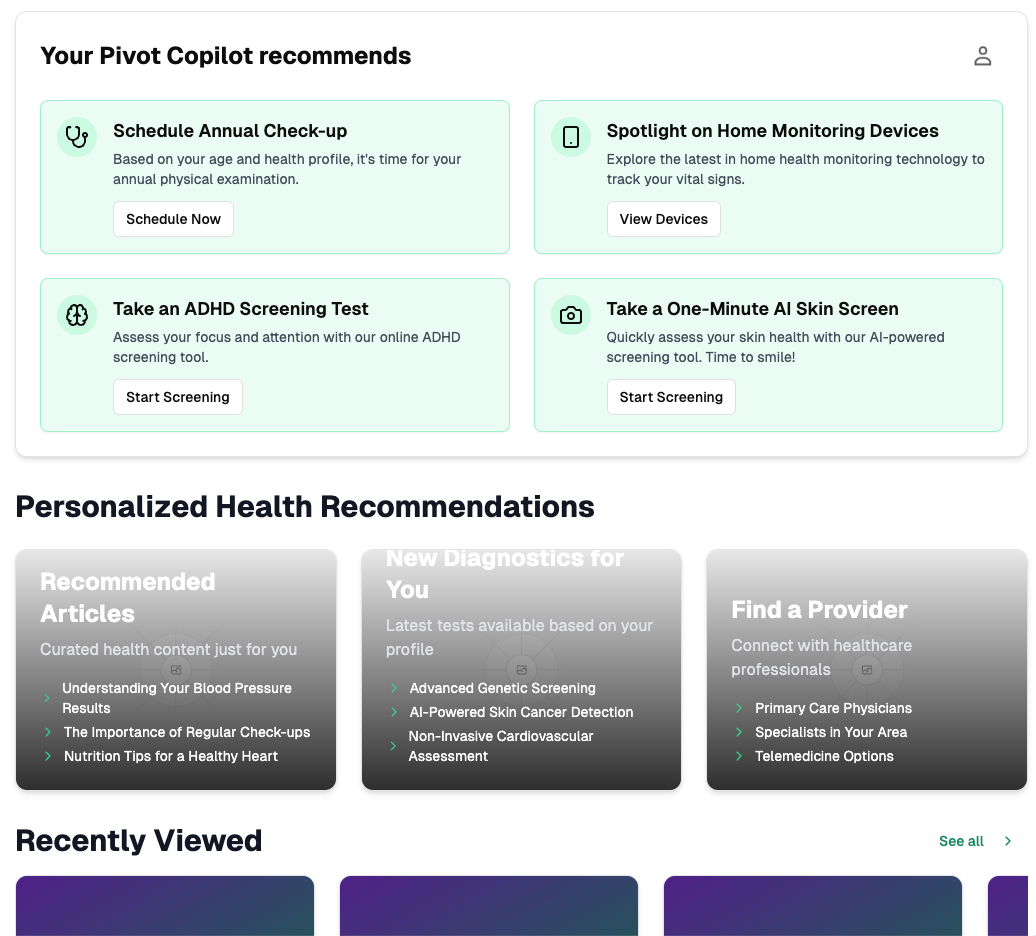 Your Pivot Copilot recommends
Schedule Annual Check-up
Based on your age and health profile, it's time for your
annual physical examination.
Schedule Now
Spotlight on Home Monitoring Devices
Explore the latest in home health monitoring technology to
track your vital signs.
View Devices
Take an ADHD Screening Test
Assess your focus and attention with our online ADHD
screening tool.
Start Screening
Take a One-Minute AI Skin Screen
Quickly assess your skin health with our AI-powered
screening tool. Time to smile!
Start Screening
Personalized Health Recommendations
Recommended
Articles
Curated health content just for you
Understanding Your Blood Pressure
Results
The Importance of Regular Check-ups
Nutrition Tips for a Healthy Heart
New Diagnostics for
You
Latest tests available based on your
profile
Advanced Genetic Screening
AI-Powered Skin Cancer Detection
Non-Invasive Cardiovascular
Assessment
Find a Provider
Connect with healthcare
professionals
Primary Care Physicians
Specialists in Your Area
Telemedicine Options
Recently Viewed
See all